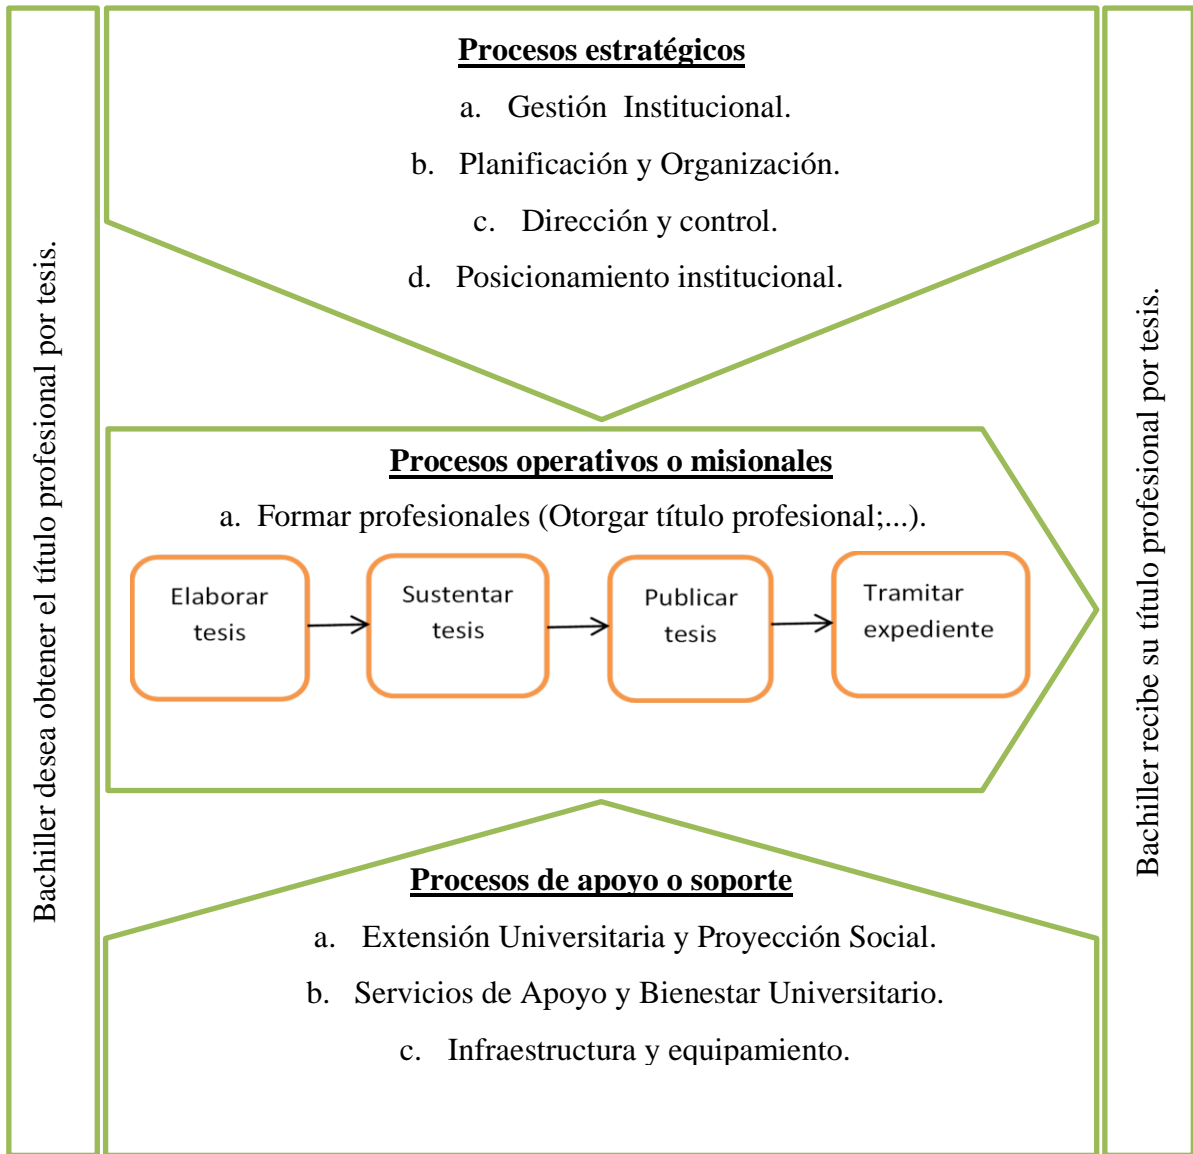 Bachiller desea obtener el título profesional por tesis.
Procesos estratégicos
a. Gestión Institucional.
b. Planificación y Organización.
c. Dirección y control.
d. Posicionamiento institucional.
Procesos operativos o misionales
a. Formar profesionales (Otorgar título profesional;...).
Elaborar
tesis
Sustentar
tesis
Publicar
tesis
Tramitar
expediente
Procesos de apoyo o soporte
a. Extensión Universitaria y Proyección Social.
b. Servicios de Apoyo y Bienestar Universitario.
c. Infraestructura y equipamiento.
Bachiller recibe su título profesional por tesis.